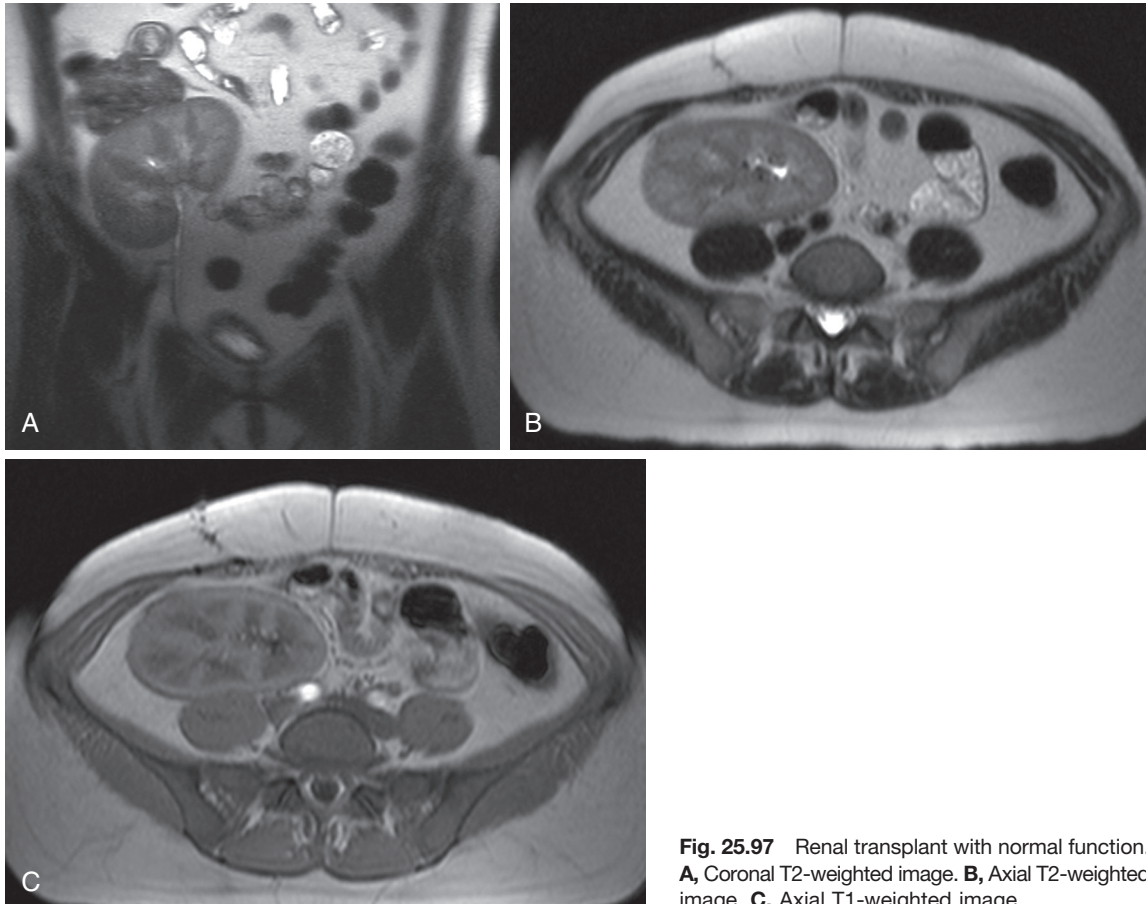 A
B
C
Fig. 25.97 Renal transplant with normal function.
A, Coronal T2-weighted image. B, Axial T2-weighted
image. C, Axial T1-weighted image.